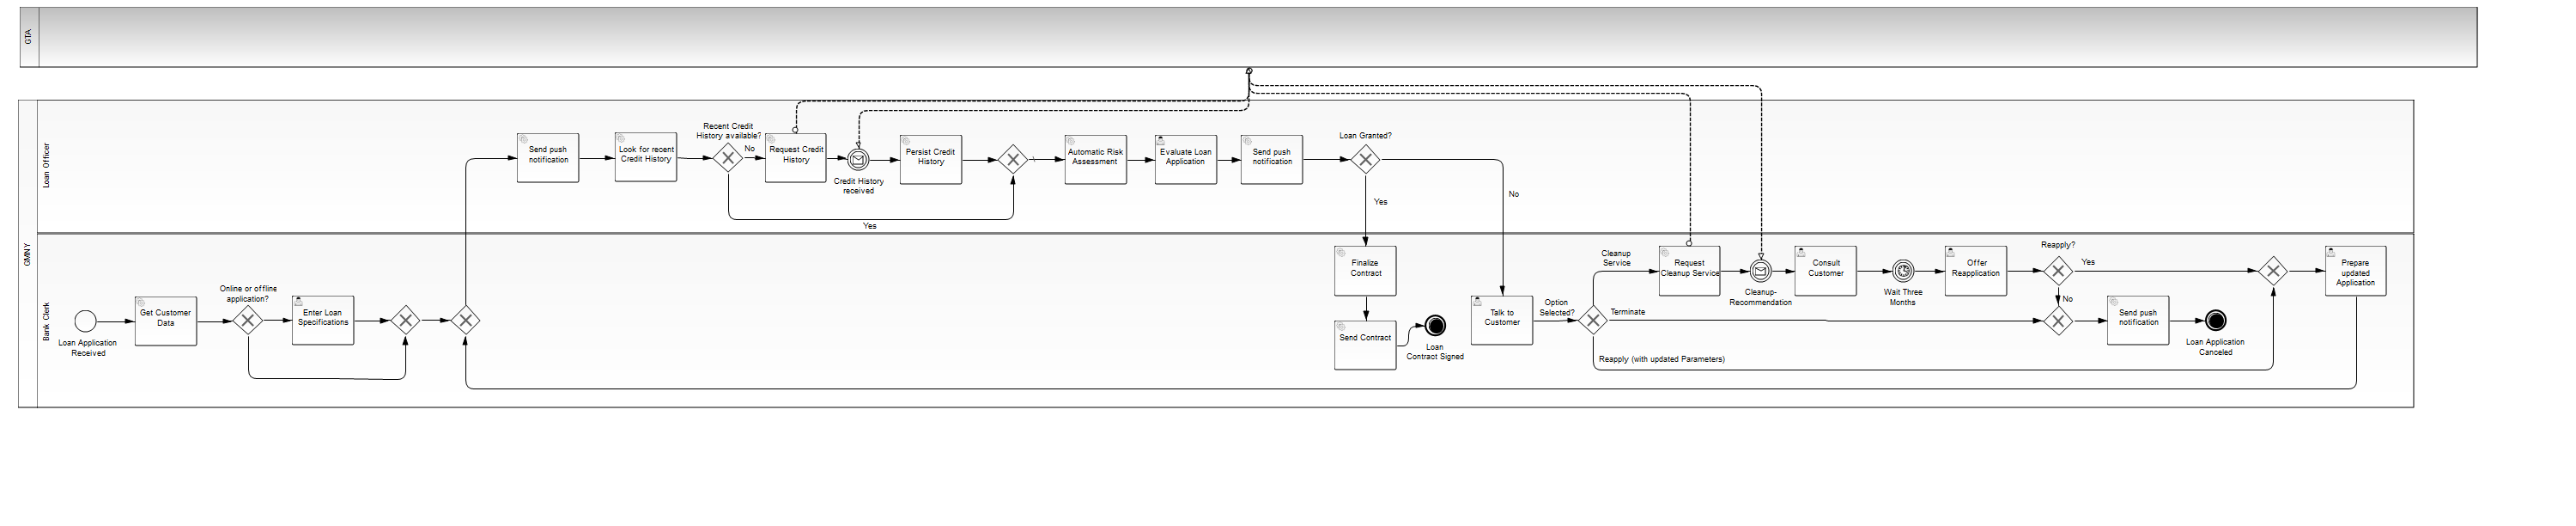 GTA
GMNY
Loan Officer
Send push
notification
Look for recent
Credit History
Recent Credit
History available?
No
Yes
Request Credit
History
Credit History
received
Persist Credit
History
Automatic Risk
Assessment
Evaluate Loan
Application
Send push
notification
Loan Granted?
Yes
No
Bank Clerk
Loan Application
Received
Get Customer
Data
Online or offline
application?
Enter Loan
Specifications
Finalize
Contract
Send Contract
Loan
Contract Signed
Talk to
Customer
Option
Selected?
Cleanup
Service
Terminate
Reapply (with updated Parameters)
Request
Cleanup Service
Cleanup-
Recommendation
Consult
Customer
Wait Three
Months
Offer
Reapplication
Reapply?
Yes
No
Send push
notification
Loan Application
Canceled
Prepare
updated
Application